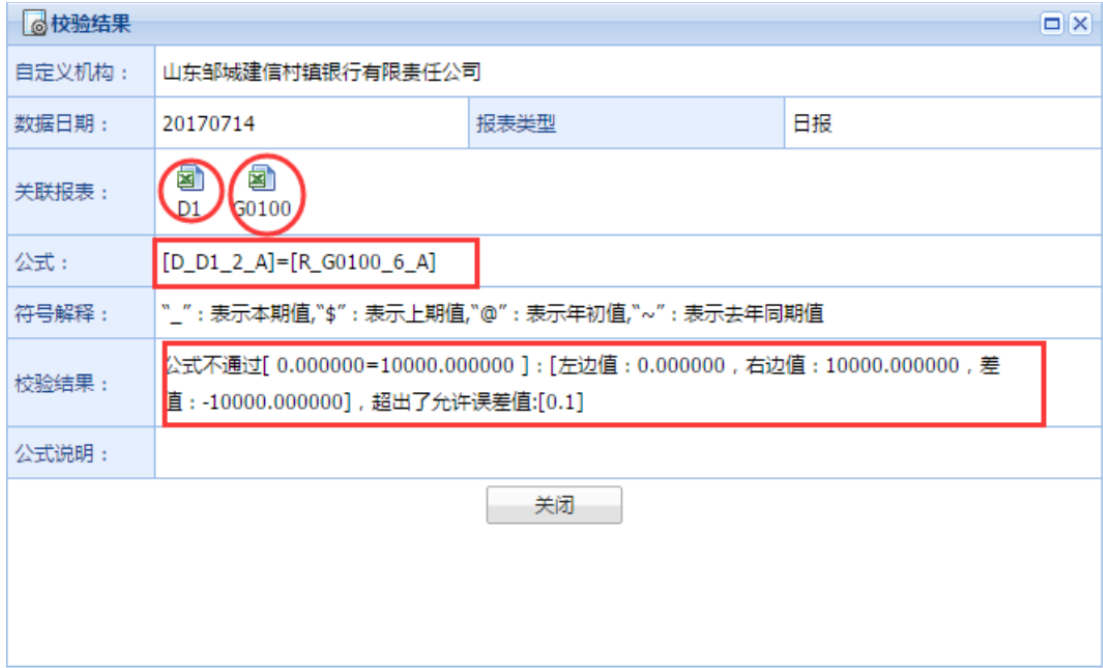 校验结果
自定义机构：
山东邹城建信村镇银行有限责任公司
数据日期：
20170714
报表类型
日报
关联报表：
D1
G0100
公式：
[D_D1_2_A]=[R_G0100_6_A]
符号解释：
“_”：表示本期值,“$”：表示上期值,“@”：表示年初值,“~”：表示去年同期值
校验结果：
公式不通过[ 0.000000=10000.000000 ]：[左边值：0.000000，右边值：10000.000000，差
值：-10000.000000]，超出了允许误差值:[0.1]
公式说明：
关闭